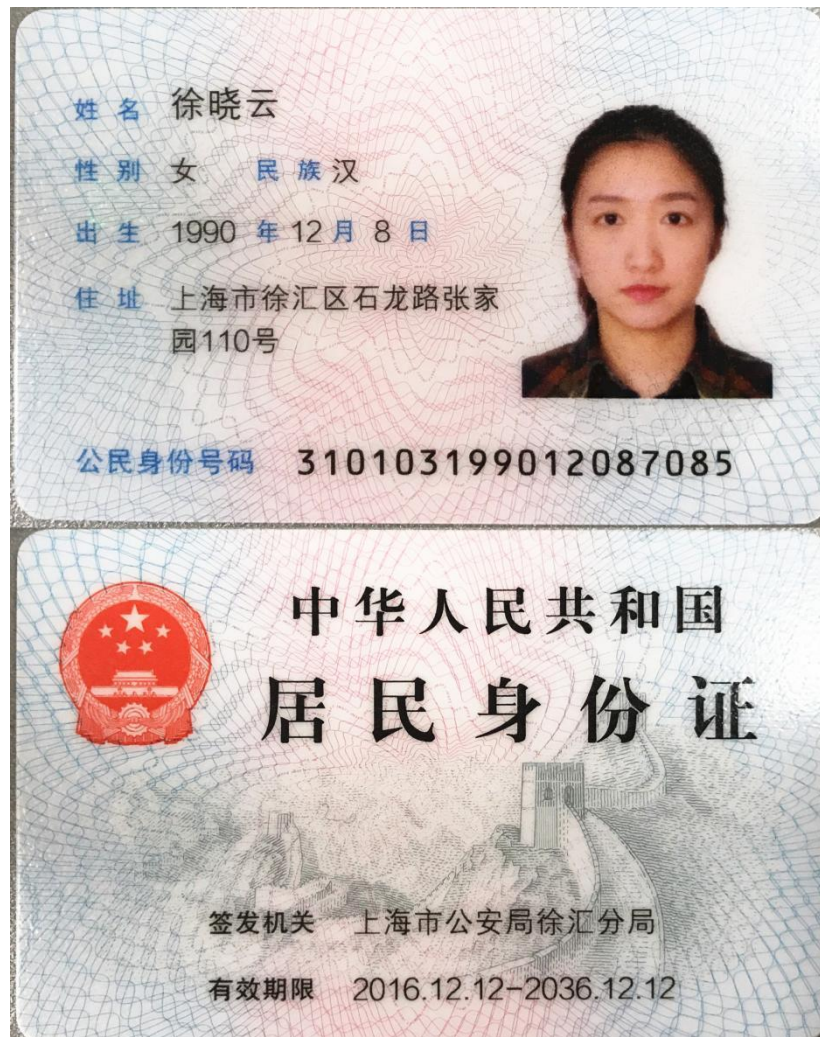 姓名 徐晓云
性别 女 民族 汉
出生 1990 年 12 月 8 日
住址 上海市徐汇区石龙路张家
园110号
公民身份号码 310103199012087085
中华人民共和国
居民身份证
签发机关 上海市公安局徐汇分局
有效期限 2016.12.12-2036.12.12